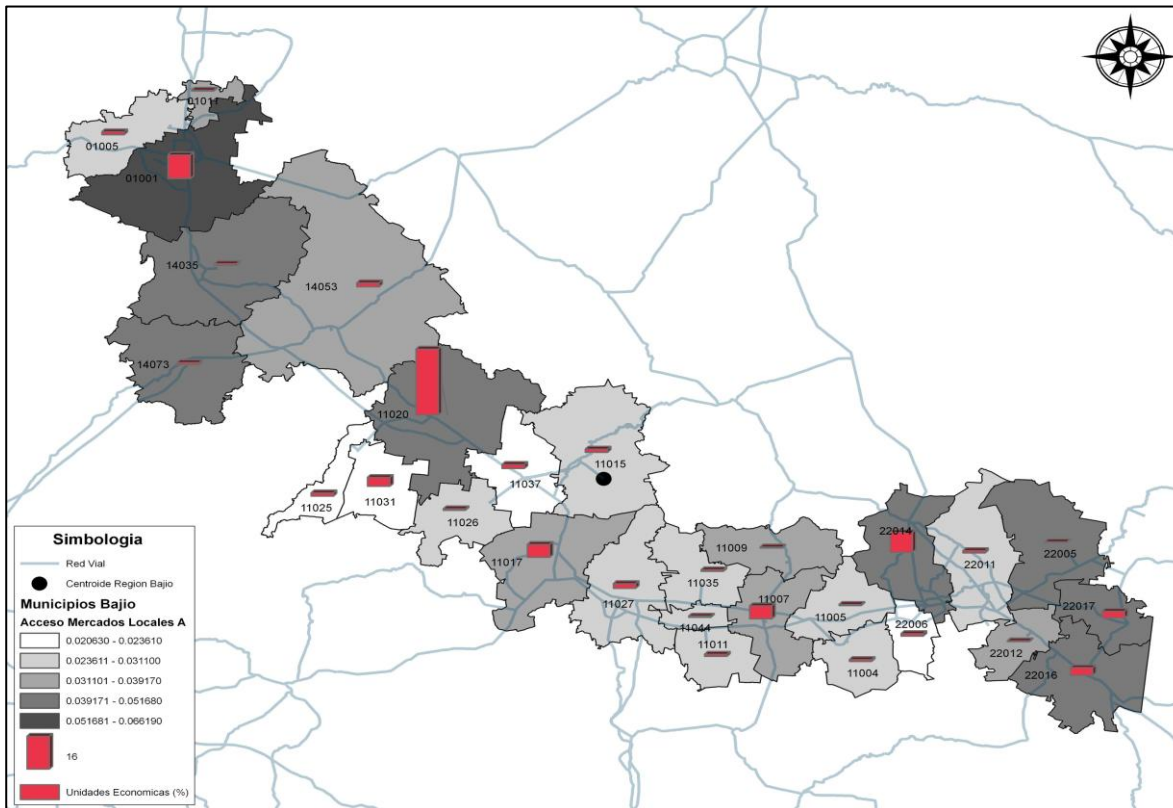 01011
01005
01001
14035
14053
14073
11020
11015
11037
11031
11025
11026
11017
11009
22014
22011
22005
11035
11007
11027
11005
22017
11044
22006
22012
11011
11004
22016
Simbologia
Red Vial
Centroide Region Bajio
Municipios Bajio
Acceso Mercados Locales A
0.020630 - 0.023610
0.023611 - 0.031100
0.031101 - 0.039170
0.039171 - 0.051680
0.051681 - 0.066190
16
Unidades Economicas (%)